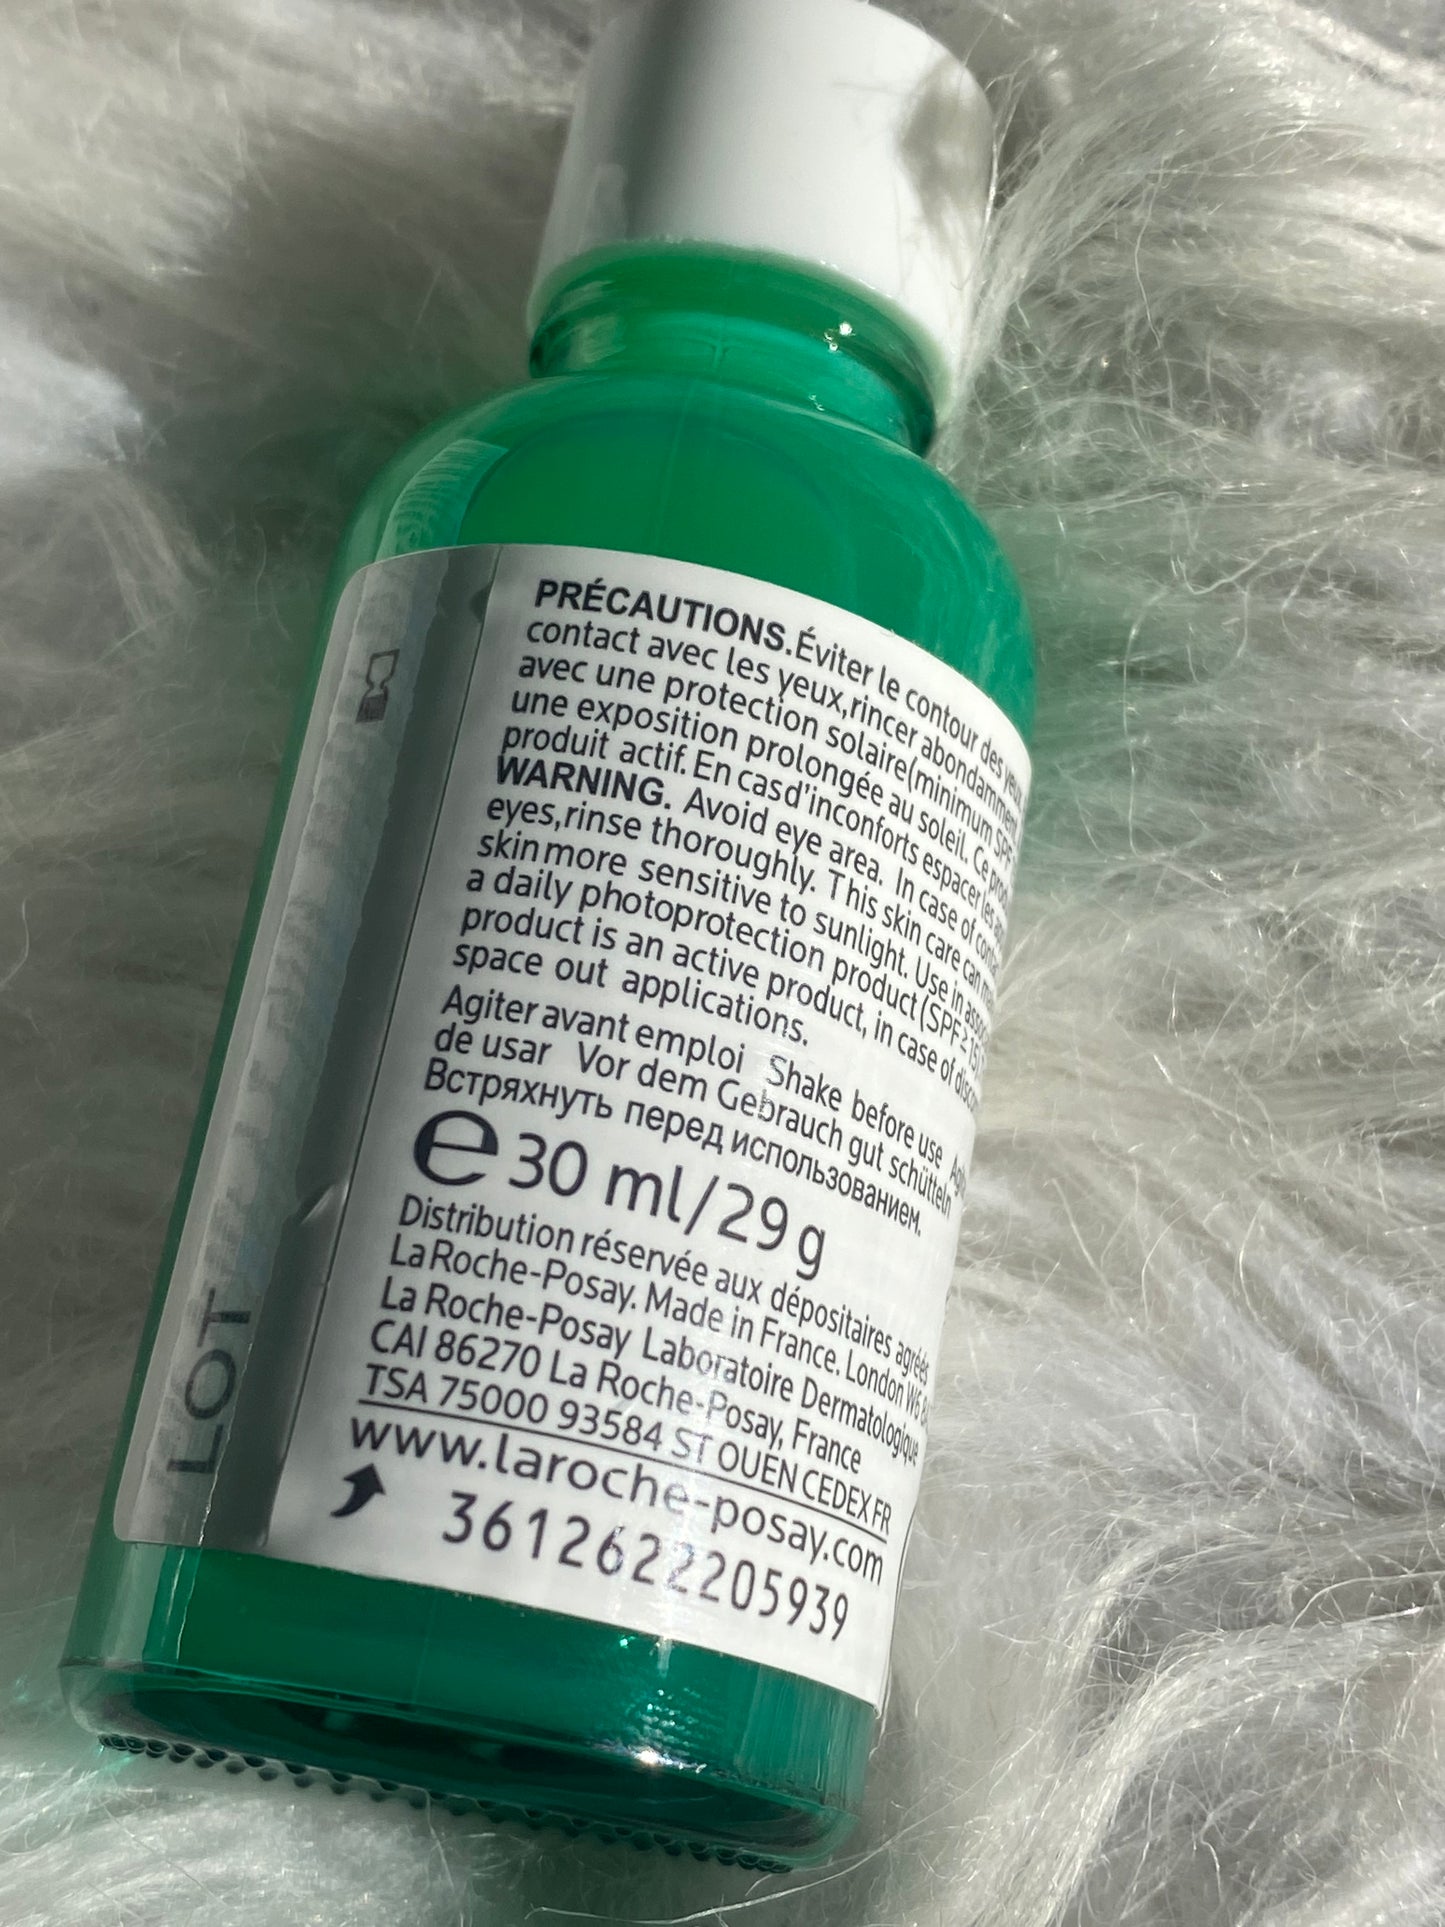 PRÉCAUTIONS. Éviter le contour des yeux,
contact avec les yeux, rincer abondamment
avec une protection solaire (minimum SPF
une exposition prolongée au soleil. Ce
produit actif. En cas d'inconforts espacer les
WARNING. Avoid eye area. In case of
eyes, rinse thoroughly. This skin care can
skin more sensitive to sunlight. Use in
a daily photoprotection product (SPF≥15)
product is an active product, in case of
space out applications.
Agiter avant emploi Shake before use
de usar Vor dem Gebrauch gut schütteln
Встряхнуть перед использованием.
℮ 30 ml/29 g
Distribution réservée aux dépositaires agréés
La Roche-Posay. Made in France. London W6
La Roche-Posay Laboratoire Dermatologique
CAI 86270 La Roche-Posay, France
TSA 75000 93584 ST OUEN CEDEX FR
www.laroche-posay.com
3612622205939
LOT